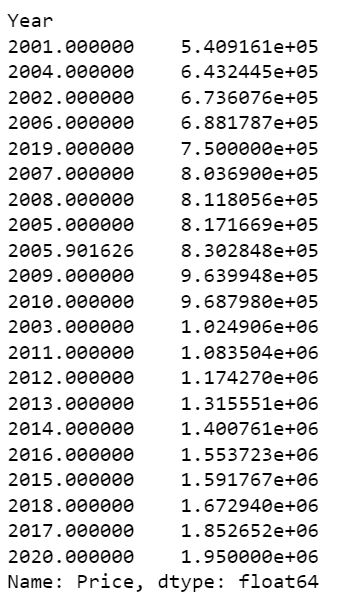 Year
2001.000000    5.409161e+05
2004.000000    6.432445e+05
2002.000000    6.736076e+05
2006.000000    6.881787e+05
2019.000000    7.500000e+05
2007.000000    8.036900e+05
2008.000000    8.118056e+05
2005.000000    8.171669e+05
2005.901626    8.302848e+05
2009.000000    9.639948e+05
2010.000000    9.687980e+05
2003.000000    1.024906e+06
2011.000000    1.083504e+06
2012.000000    1.174270e+06
2013.000000    1.315551e+06
2014.000000    1.400761e+06
2016.000000    1.553723e+06
2015.000000    1.591767e+06
2018.000000    1.672940e+06
2017.000000    1.852652e+06
2020.000000    1.950000e+06
Name: Price, dtype: float64